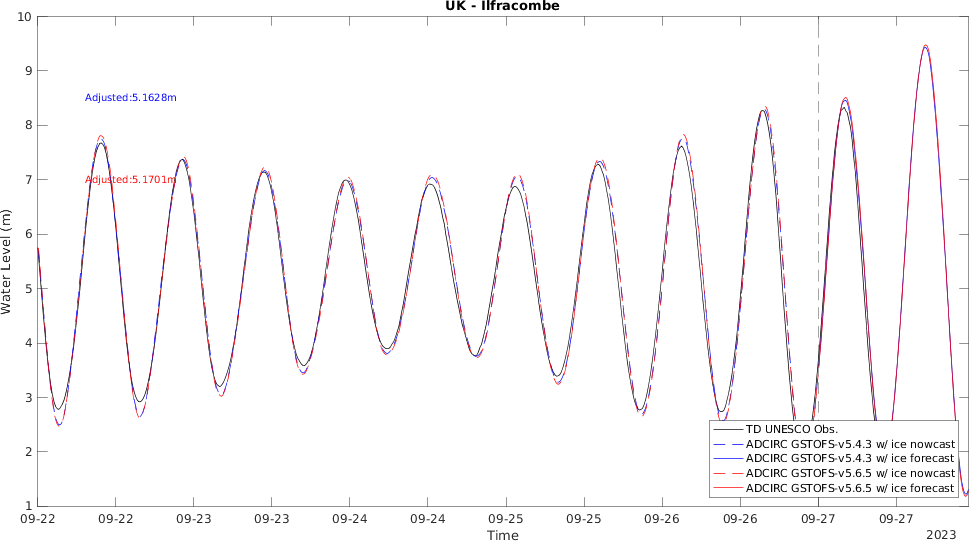 UK - Ilfracombe
10
9
8
7
6
5
4
3
2
1
Water Level (m)
Adjusted:5.1628m
Adjusted:5.1701m
TD UNESCO Obs.
ADCIRC GSTOFS-v5.4.3 w/ ice nowcast
ADCIRC GSTOFS-v5.4.3 w/ ice forecast
ADCIRC GSTOFS-v5.6.5 w/ ice nowcast
ADCIRC GSTOFS-v5.6.5 w/ ice forecast
09-22 09-22 09-23 09-23 09-24 09-24 09-25 09-25 09-26 09-26 09-27 09-27
Time
2023